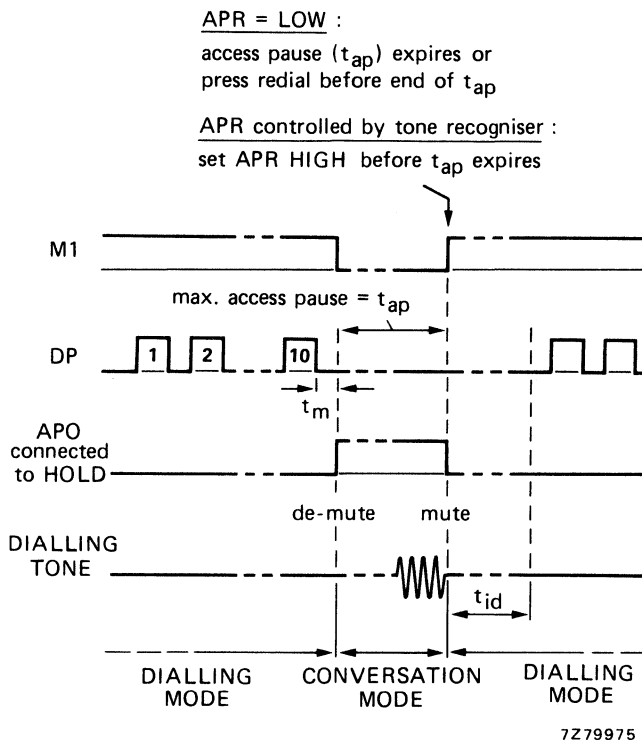 APR = LOW :
access pause (tap) expires or
press redial before end of tap
APR controlled by tone recogniser :
set APR HIGH before tap expires
M1
max. access pause = tap
DP
1 2 10
tm
APO
connected
to HOLD
de-mute mute
DIALLING
TONE
tid
DIALLING CONVERSATION DIALLING
MODE MODE MODE
7Z79975